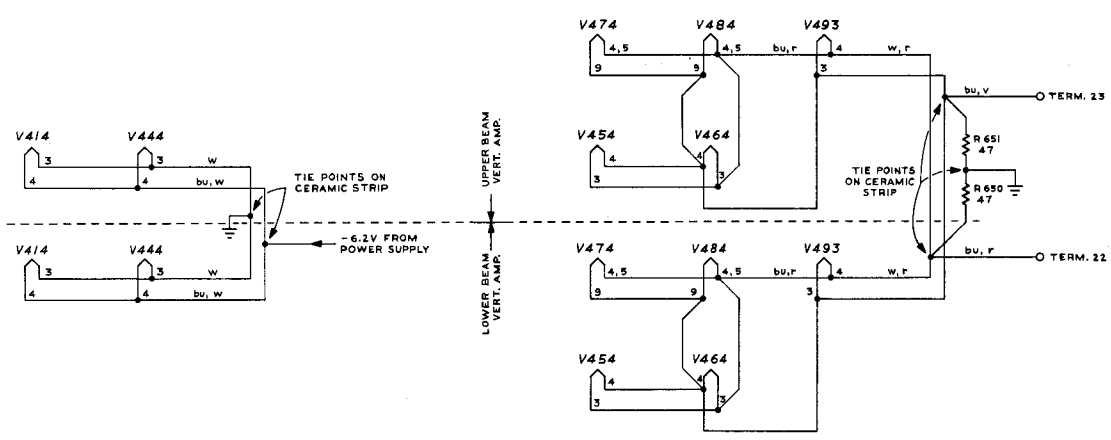 V474
V484
V493
4, 5
4, 5
bu, r
4
w, r
9
9
3
bu, v
TERM. 23
V414
V444
V454
V464
R 651
47
3
3
w
4
4
4
bu, w
3
3
TIE POINTS ON
CERAMIC STRIP
UPPER BEAM
VERT. AMP.
TIE POINTS
ON CERAMIC
STRIP
R 650
47
-6.2V FROM
POWER SUPPLY
LOWER BEAM
VERT. AMP.
V414
V444
V474
V484
V493
bu, r
TERM. 22
3
3
w
4, 5
4, 5
bu,r
4
w, r
4
4
bu, w
9
9
3
V454
V464
4
4
3
3